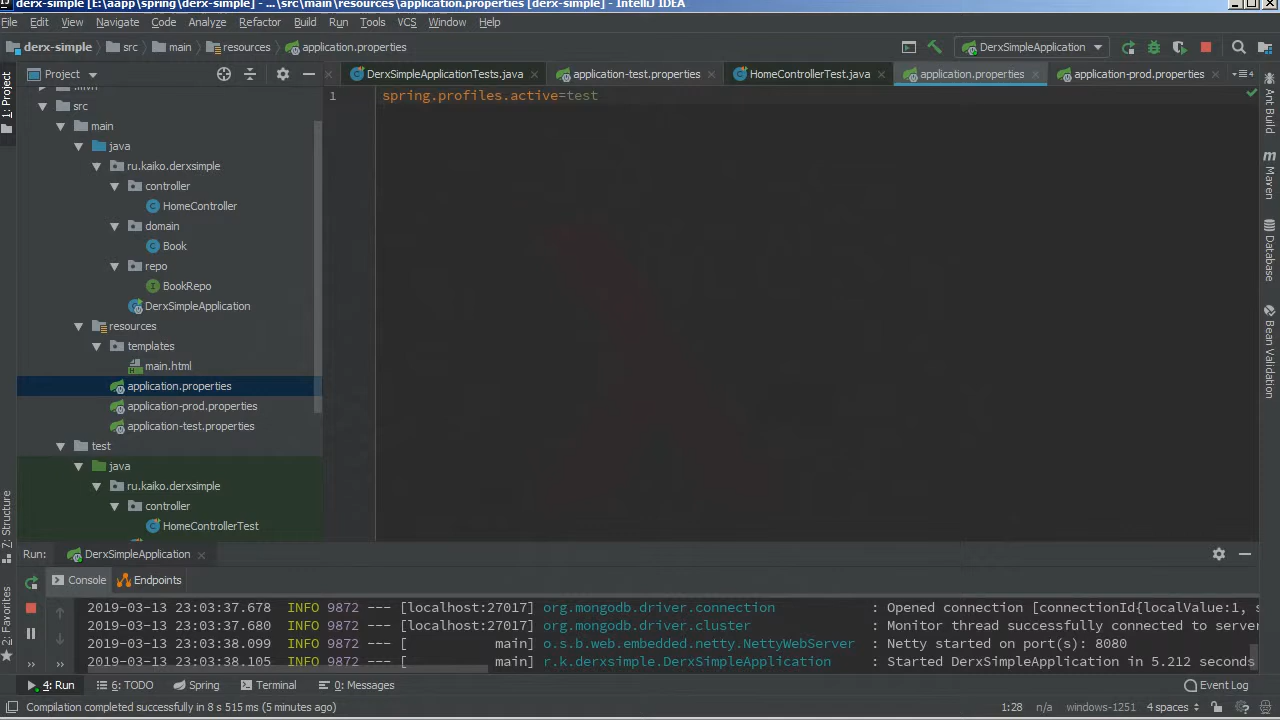 derx-simple [E:\aapp\spring\derx-simple] - ...\src\main\resources\application.properties [derx-simple] - IntelliJ IDEA
File Edit View Navigate Code Analyze Refactor Build Run Tools VCS Window Help
derx-simple src main resources application.properties DerxSimpleApplication
Project DerxSimpleApplicationTests.java application-test.properties HomeControllerTest.java application.properties application-prod.properties 4
1: Project
src
main
java
ru.kaiko.derxsimple
controller
HomeController
domain
Book
repo
BookRepo
DerxSimpleApplication
resources
templates
main.html
application.properties
application-prod.properties
application-test.properties
test
java
ru.kaiko.derxsimple
controller
HomeControllerTest
1 spring.profiles.active=test
Ant Build
m Maven
Database
Bean Validation
Z: Structure
2: Favorites
Run: DerxSimpleApplication
Console Endpoints
2019-03-13 23:03:37.678 INFO 9872 --- [localhost:27017] org.mongodb.driver.connection : Opened connection [connectionId{localValue:1, s
2019-03-13 23:03:37.680 INFO 9872 --- [localhost:27017] org.mongodb.driver.cluster : Monitor thread successfully connected to server
2019-03-13 23:03:38.099 INFO 9872 --- [ main] o.s.b.web.embedded.netty.NettyWebServer : Netty started on port(s): 8080
2019-03-13 23:03:38.105 INFO 9872 --- [ main] r.k.derxsimple.DerxSimpleApplication : Started DerxSimpleApplication in 5.212 seconds
4: Run 6: TODO Spring Terminal 0: Messages Event Log
Compilation completed successfully in 8 s 515 ms (5 minutes ago) 1:28 n/a windows-1251 4 spaces